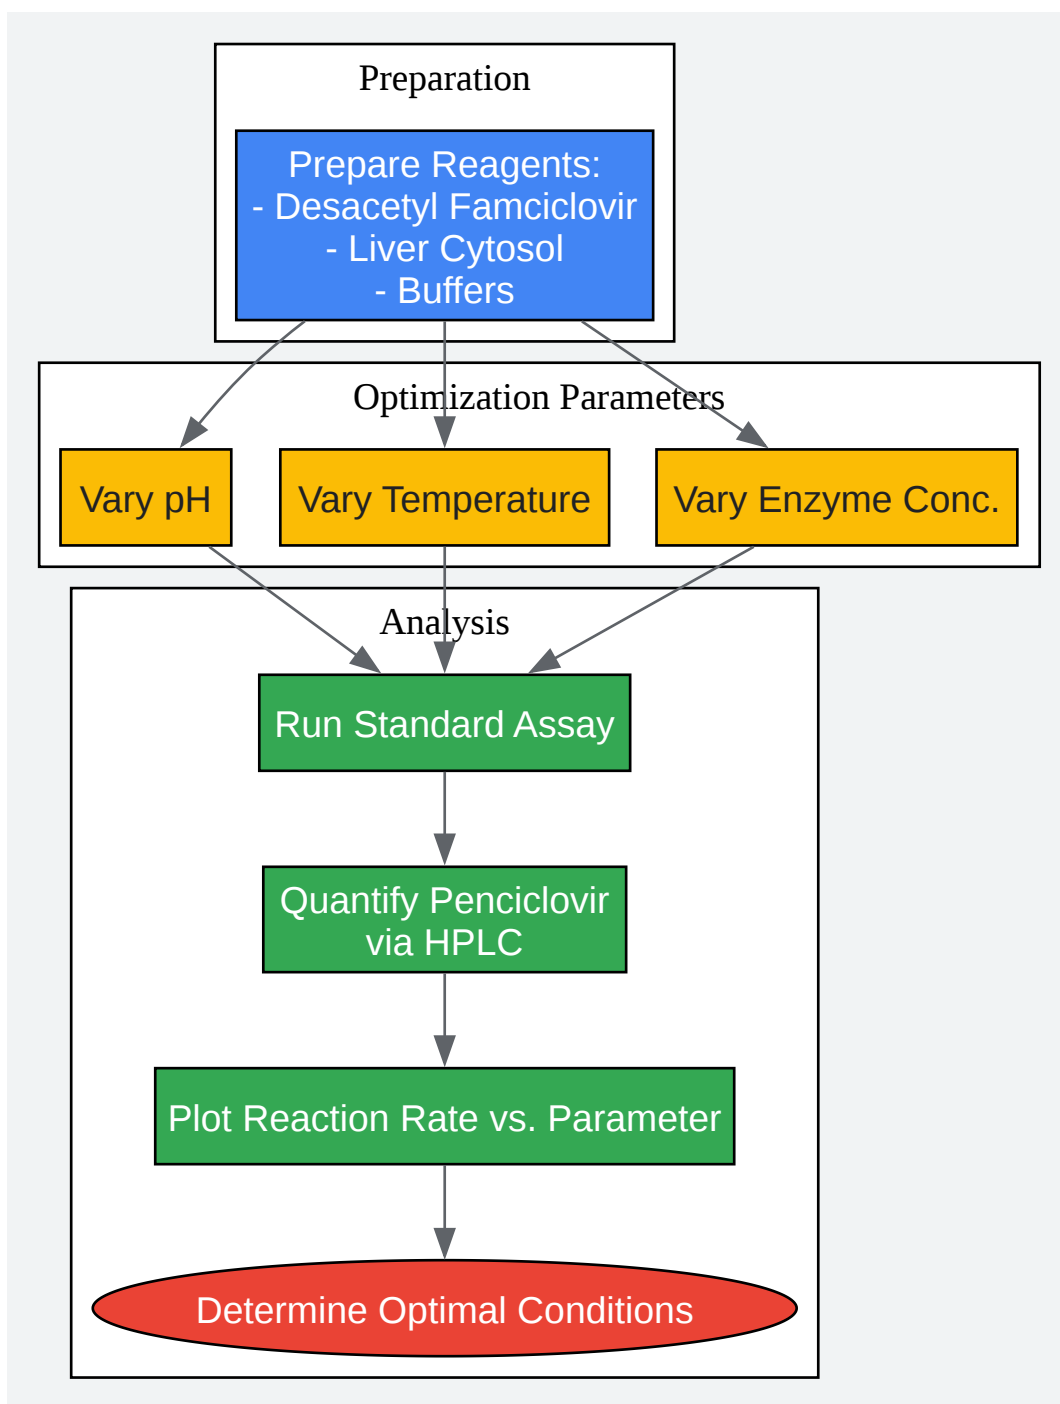 Preparation
Prepare Reagents:
- Desacetyl Famciclovir
- Liver Cytosol
- Buffers
Optimization Parameters
Vary pH
Vary Temperature
Vary Enzyme Conc.
Analysis
Run Standard Assay
Quantify Penciclovir
via HPLC
Plot Reaction Rate vs. Parameter
Determine Optimal Conditions